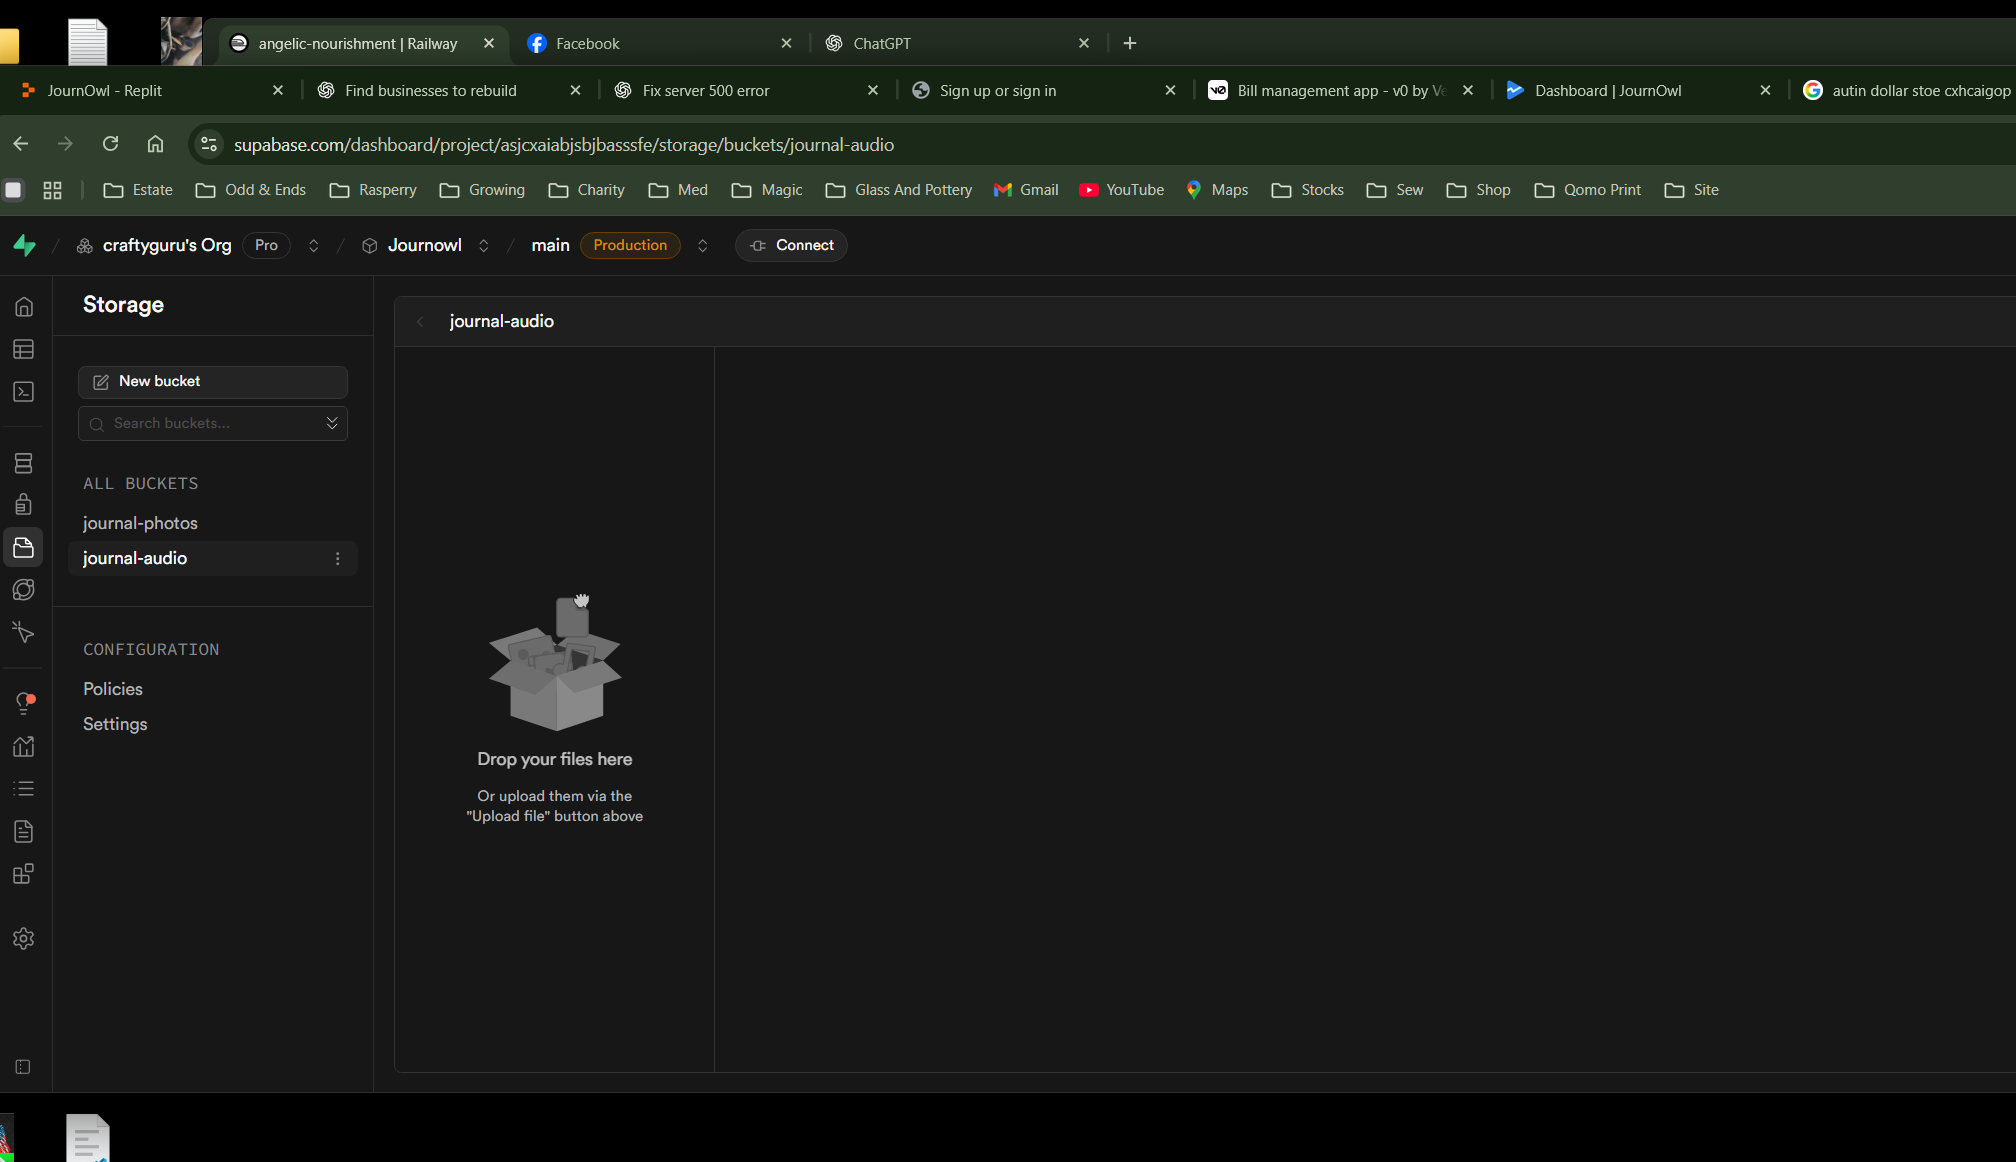 angelic-nourishment | Railway
Facebook
ChatGPT
JournOwl - Replit
Find businesses to rebuild
Fix server 500 error
Sign up or sign in
Bill management app - v0 by Ve
Dashboard | JournOwl
autin dollar stoe cxhcaigop
supabase.com/dashboard/project/asjcxaiabjsbjbasssfe/storage/buckets/journal-audio
Estate
Odd & Ends
Rasperry
Growing
Charity
Med
Magic
Glass And Pottery
Gmail
YouTube
Maps
Stocks
Sew
Shop
Qomo Print
Site
craftyguru's Org
Pro
Journowl
main
Production
Connect
Storage
journal-audio
New bucket
Search buckets...
ALL BUCKETS
journal-photos
journal-audio
CONFIGURATION
Policies
Settings
Drop your files here
Or upload them via the
"Upload file" button above